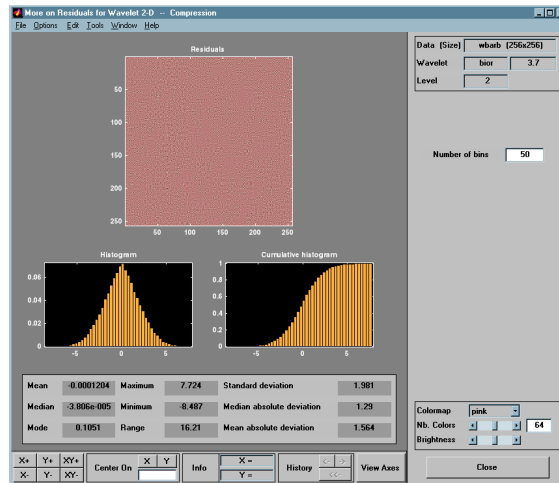 More on Residuals for Wavelet 2-D -- Compression
File Options Edit Tools Window Help
Residuals
50
100
150
200
250
50 100 150 200 250
Histogram
0.06
0.04
0.02
0
-5 0 5
Cumulative histogram
1
0.8
0.6
0.4
0.2
0
-5 0 5
Mean -0.0001204 Maximum 7.724 Standard deviation 1.981
Median -3.806e-005 Minimum -8.487 Median absolute deviation 1.29
Mode 0.1051 Range 16.21 Mean absolute deviation 1.564
X+ Y+ XY+
X- Y- XY-
Center On X Y
Info X = Y =
History <- -> <<-
View Axes
Data (Size) wbarb (256x256)
Wavelet bior 3.7
Level 2
Number of bins 50
Colormap pink
Nb. Colors 64
Brightness
Close